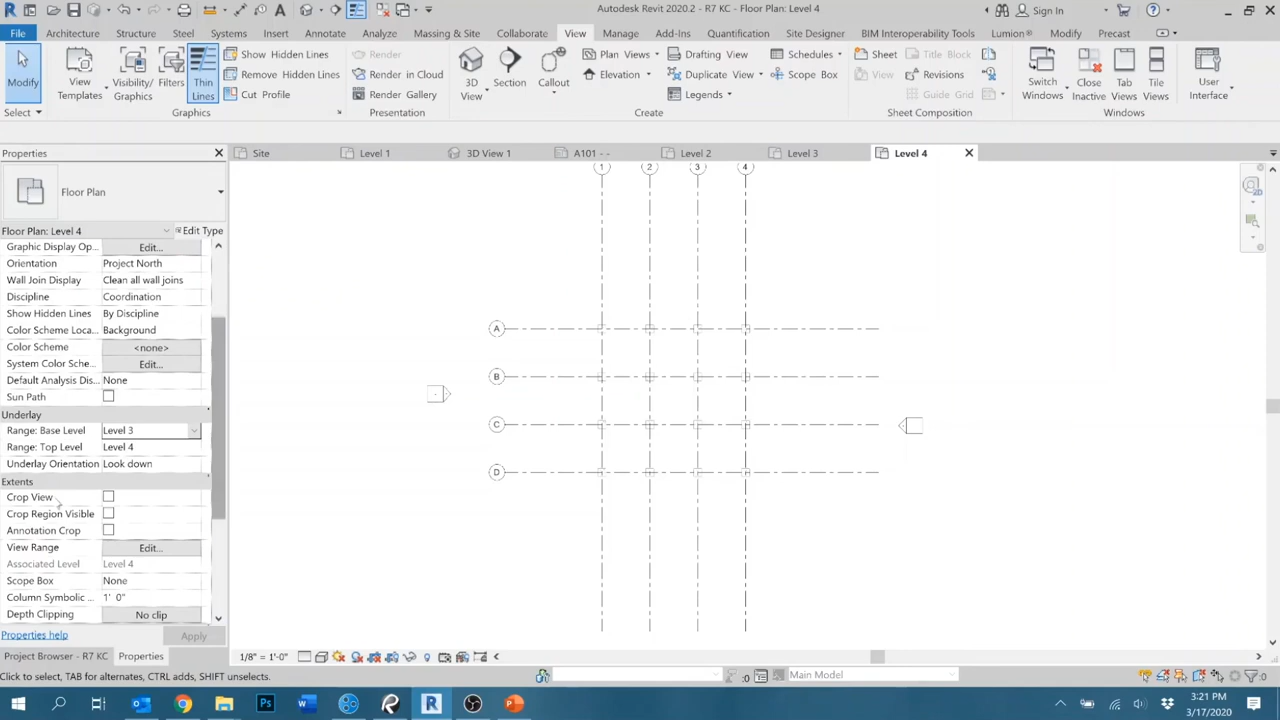 Autodesk Revit 2020.2 - R7 KC - Floor Plan: Level 4
Sign In
File Architecture Structure Steel Systems Insert Annotate Analyze Massing & Site Collaborate View Manage Add-Ins Quantification Site Designer BIM Interoperability Tools Lumion® Modify Precast
Modify
View Templates
Visibility/ Graphics
Filters
Thin Lines
Show Hidden Lines
Remove Hidden Lines
Cut Profile
Render
Render in Cloud
Render Gallery
3D View
Section
Callout
Plan Views
Elevation
Drafting View
Duplicate View
Legends
Schedules
Scope Box
Sheet
View
Title Block
Revisions
Guide Grid
Switch Windows
Close Inactive
Tab Views
Tile Views
User Interface
Select Graphics Presentation Create Sheet Composition Windows
Properties
Site Level 1 3D View 1 A101 - - Level 2 Level 3 Level 4
Floor Plan
Floor Plan: Level 4 Edit Type
Graphic Display Op... Edit...
Orientation Project North
Wall Join Display Clean all wall joins
Discipline Coordination
Show Hidden Lines By Discipline
Color Scheme Loca... Background
Color Scheme <none>
System Color Sche... Edit...
Default Analysis Dis... None
Sun Path
Underlay
Range: Base Level Level 3
Range: Top Level Level 4
Underlay Orientation Look down
Extents
Crop View
Crop Region Visible
Annotation Crop
View Range Edit...
Associated Level Level 4
Scope Box None
Column Symbolic ... 1' 0"
Depth Clipping No clip
Properties help Apply
Project Browser - R7 KC Properties
1 2 3 4
A
B
C
D
1/8" = 1'-0"
Click to select, TAB for alternates, CTRL adds, SHIFT unselects.
:0 Main Model :0
3:21 PM
3/17/2020